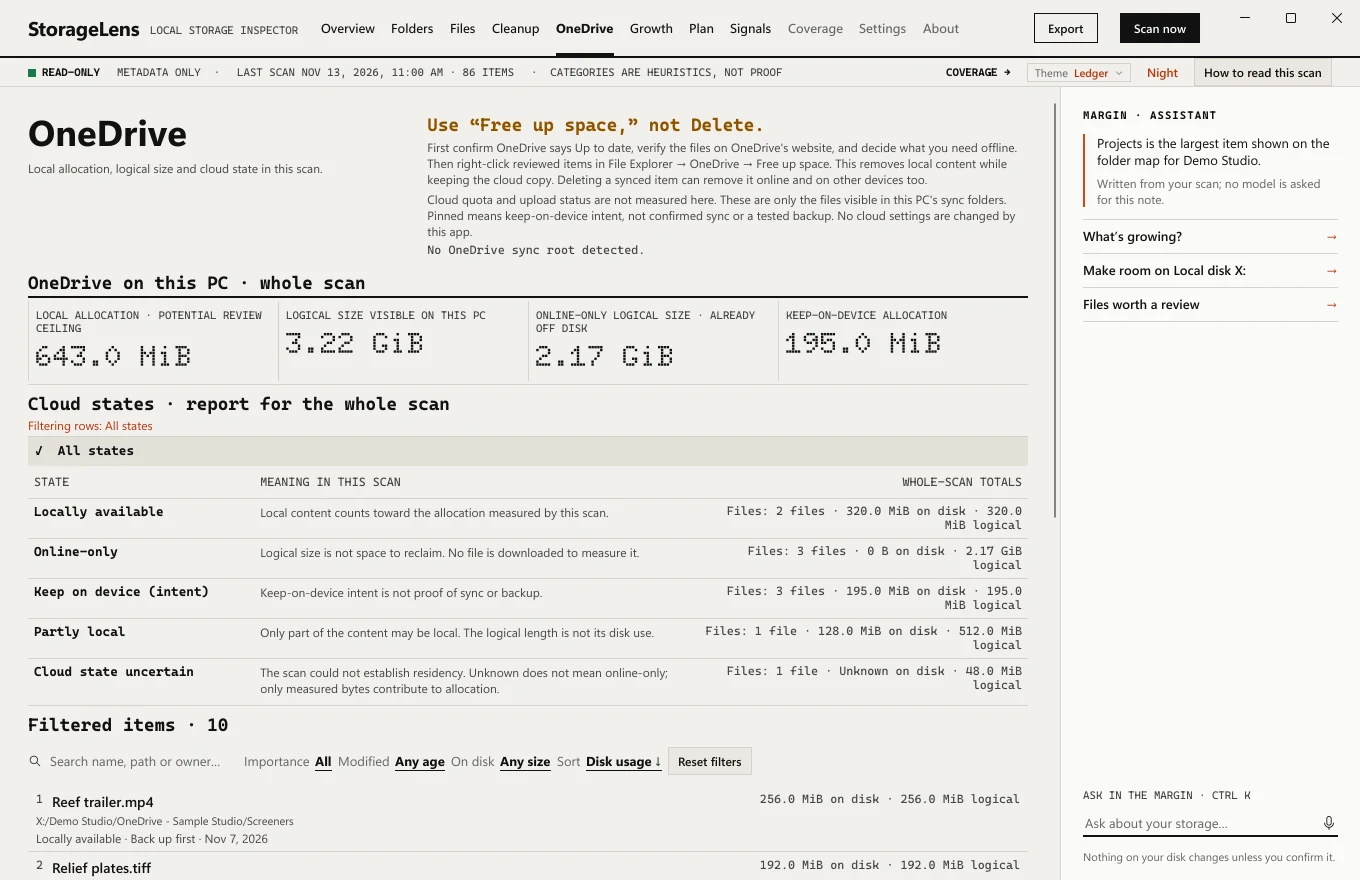 StorageLens LOCAL STORAGE INSPECTOR Overview Folders Files Cleanup OneDrive Growth Plan Signals Coverage Settings About Export Scan now
READ-ONLY METADATA ONLY · LAST SCAN NOV 13, 2026, 11:00 AM · 86 ITEMS · CATEGORIES ARE HEURISTICS, NOT PROOF COVERAGE → Theme Ledger Night How to read this scan
OneDrive
Local allocation, logical size and cloud state in this scan.
Use “Free up space,” not Delete.
First confirm OneDrive says Up to date, verify the files on OneDrive's website, and decide what you need offline.
Then right-click reviewed items in File Explorer → OneDrive → Free up space. This removes local content while
keeping the cloud copy. Deleting a synced item can remove it online and on other devices too.
Cloud quota and upload status are not measured here. These are only the files visible in this PC's sync folders.
Pinned means keep-on-device intent, not confirmed sync or a tested backup. No cloud settings are changed by
this app.
No OneDrive sync root detected.
OneDrive on this PC · whole scan
LOCAL ALLOCATION · POTENTIAL REVIEW
CEILING
643.0 MiB
LOGICAL SIZE VISIBLE ON THIS PC
3.22 GiB
ONLINE-ONLY LOGICAL SIZE · ALREADY
OFF DISK
2.17 GiB
KEEP-ON-DEVICE ALLOCATION
195.0 MiB
Cloud states · report for the whole scan
Filtering rows: All states
✓ All states
STATE MEANING IN THIS SCAN WHOLE-SCAN TOTALS
Locally available Local content counts toward the allocation measured by this scan. Files: 2 files · 320.0 MiB on disk · 320.0
MiB logical
Online-only Logical size is not space to reclaim. No file is downloaded to measure it. Files: 3 files · 0 B on disk · 2.17 GiB
logical
Keep on device (intent) Keep-on-device intent is not proof of sync or backup. Files: 3 files · 195.0 MiB on disk · 195.0
MiB logical
Partly local Only part of the content may be local. The logical length is not its disk use. Files: 1 file · 128.0 MiB on disk · 512.0 MiB
logical
Cloud state uncertain The scan could not establish residency. Unknown does not mean online-only; Files: 1 file · Unknown on disk · 48.0 MiB
only measured bytes contribute to allocation. logical
Filtered items · 10
Search name, path or owner... Importance All Modified Any age On disk Any size Sort Disk usage ↓ Reset filters
1 Reef trailer.mp4 256.0 MiB on disk · 256.0 MiB logical
X:/Demo Studio/OneDrive - Sample Studio/Screeners
Locally available · Back up first · Nov 7, 2026
2 Relief plates.tiff 192.0 MiB on disk · 192.0 MiB logical
MARGIN · ASSISTANT
Projects is the largest item shown on the
folder map for Demo Studio.
Written from your scan; no model is asked
for this note.
What's growing? →
Make room on Local disk X: →
Files worth a review →
ASK IN THE MARGIN · CTRL K
Ask about your storage...
Nothing on your disk changes unless you confirm it.